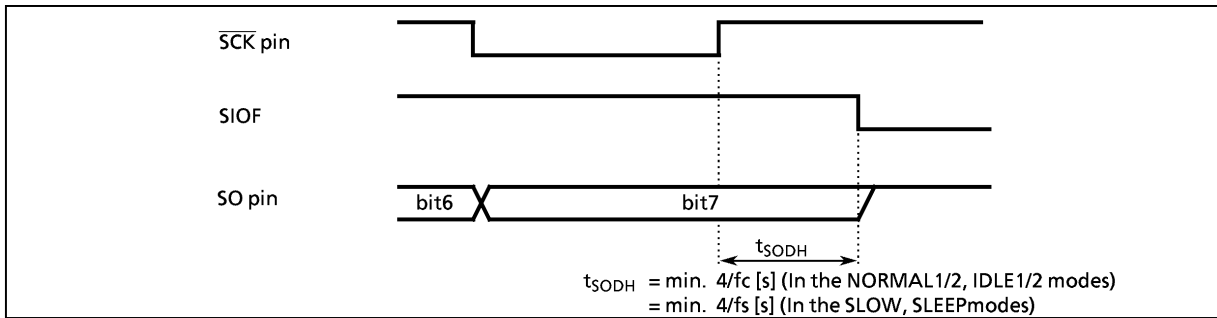 SCK pin
SIOF
SO pin
bit6
bit7
tSODH
tSODH = min. 4/fc [s] (In the NORMAL1/2, IDLE1/2 modes)
= min. 4/fs [s] (In the SLOW, SLEEPmodes)